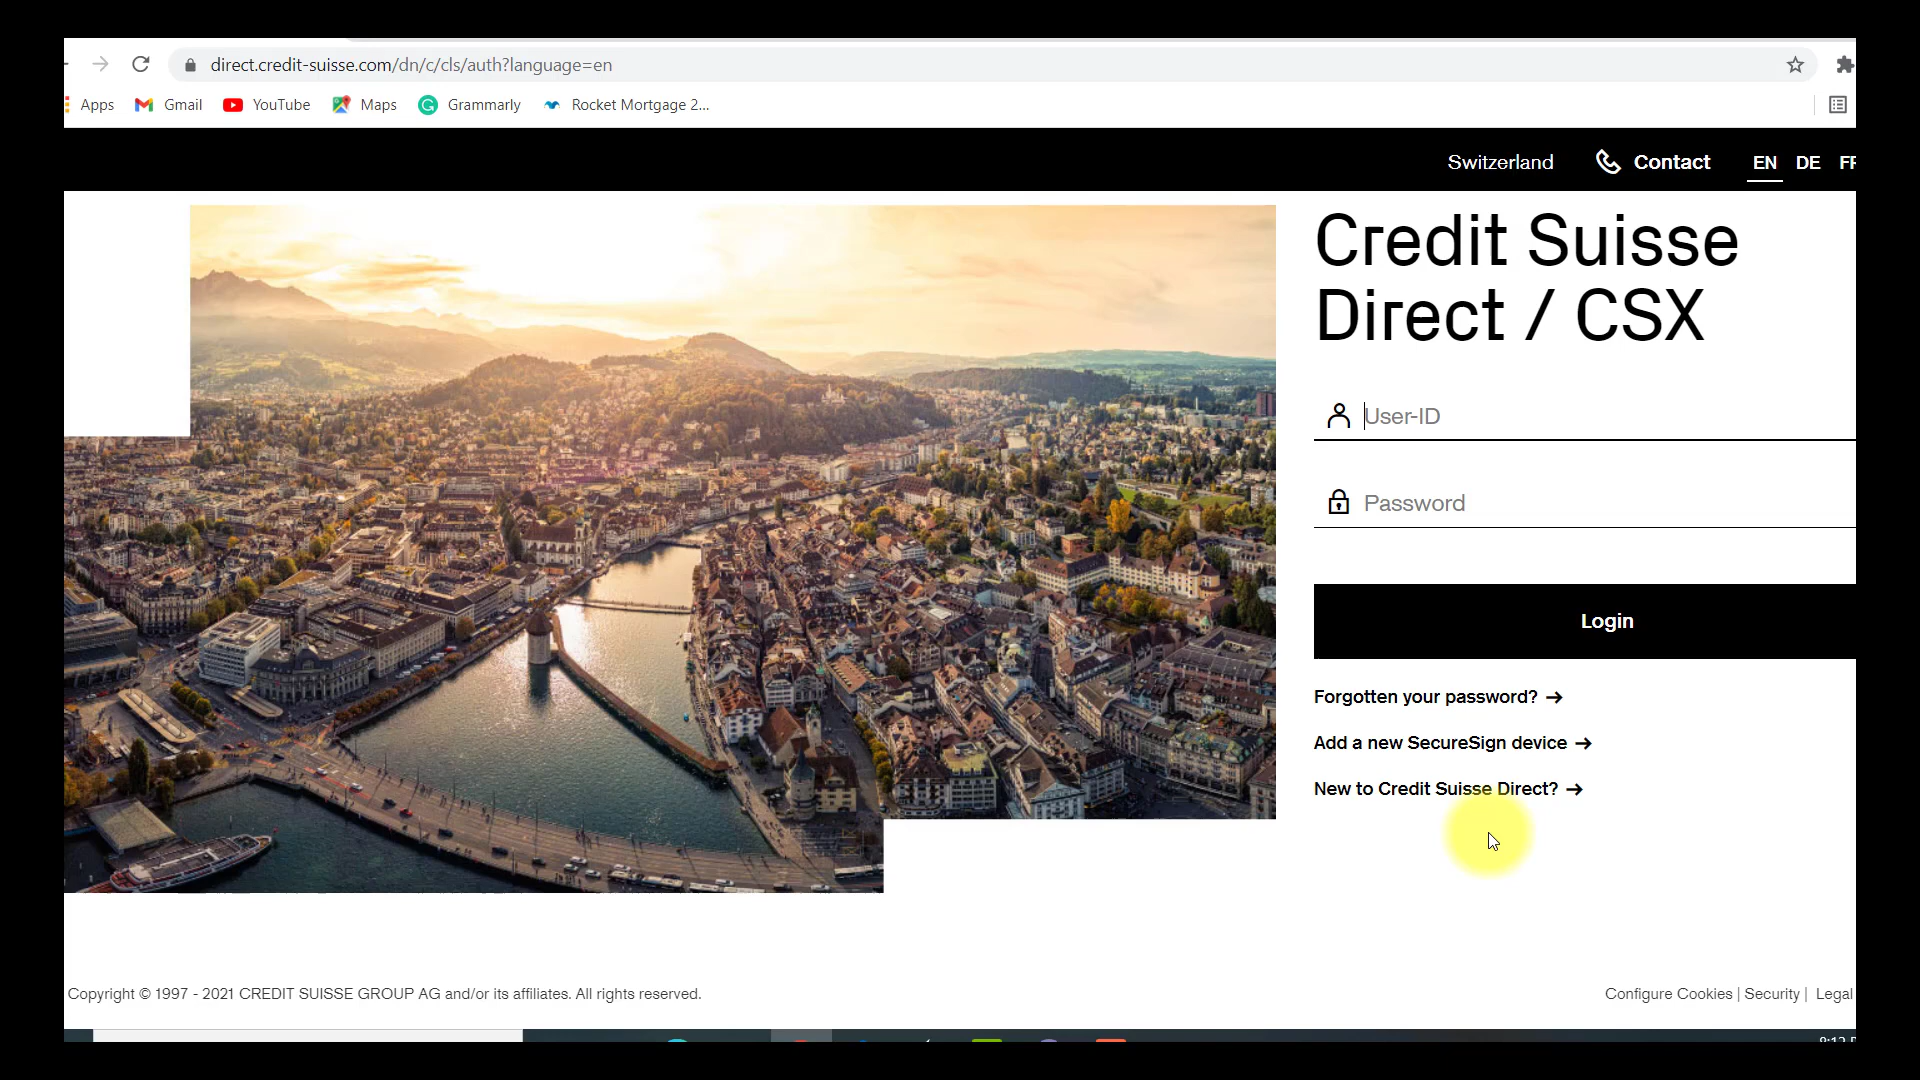 direct.credit-suisse.com/dn/c/cls/auth?language=en
Apps Gmail YouTube Maps Grammarly Rocket Mortgage 2...
Switzerland Contact EN DE FR
Credit Suisse
Direct / CSX
User-ID
Password
Login
Forgotten your password?
Add a new SecureSign device
New to Credit Suisse Direct?
Copyright © 1997 - 2021 CREDIT SUISSE GROUP AG and/or its affiliates. All rights reserved.
Configure Cookies | Security | Legal